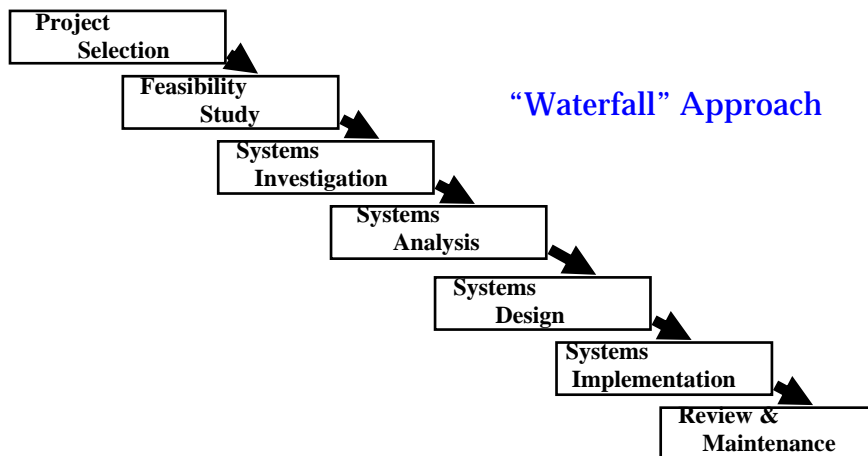 Project
Selection
Feasibility
Study
“Waterfall” Approach
Systems
Investigation
Systems
Analysis
Systems
Design
Systems
Implementation
Review &
Maintenance